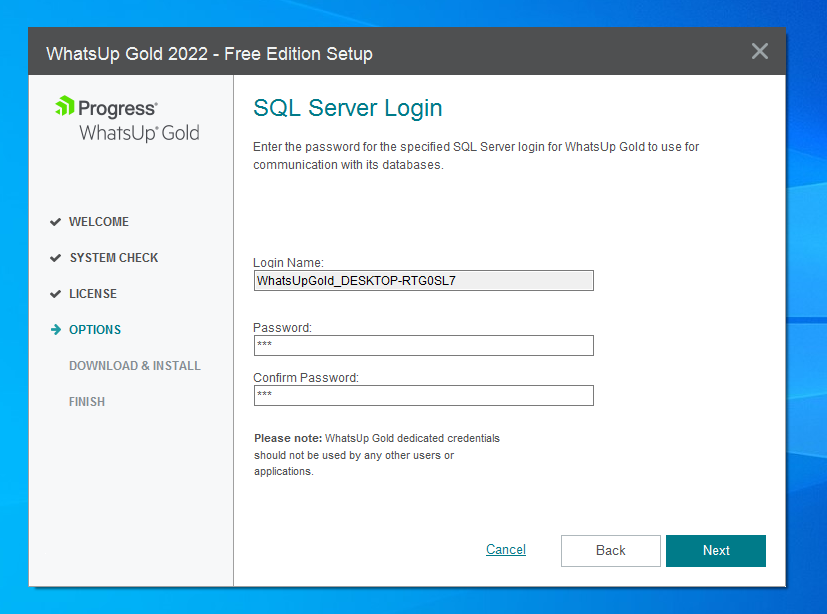 WhatsUp Gold 2022 - Free Edition Setup
Progress®
WhatsUp® Gold
WELCOME
SYSTEM CHECK
LICENSE
OPTIONS
DOWNLOAD & INSTALL
FINISH
SQL Server Login
Enter the password for the specified SQL Server login for WhatsUp Gold to use for
communication with its databases.
Login Name:
WhatsUpGold_DESKTOP-RTG0SL7
Password:
***
Confirm Password:
***
Please note: WhatsUp Gold dedicated credentials
should not be used by any other users or
applications.
Cancel
Back
Next